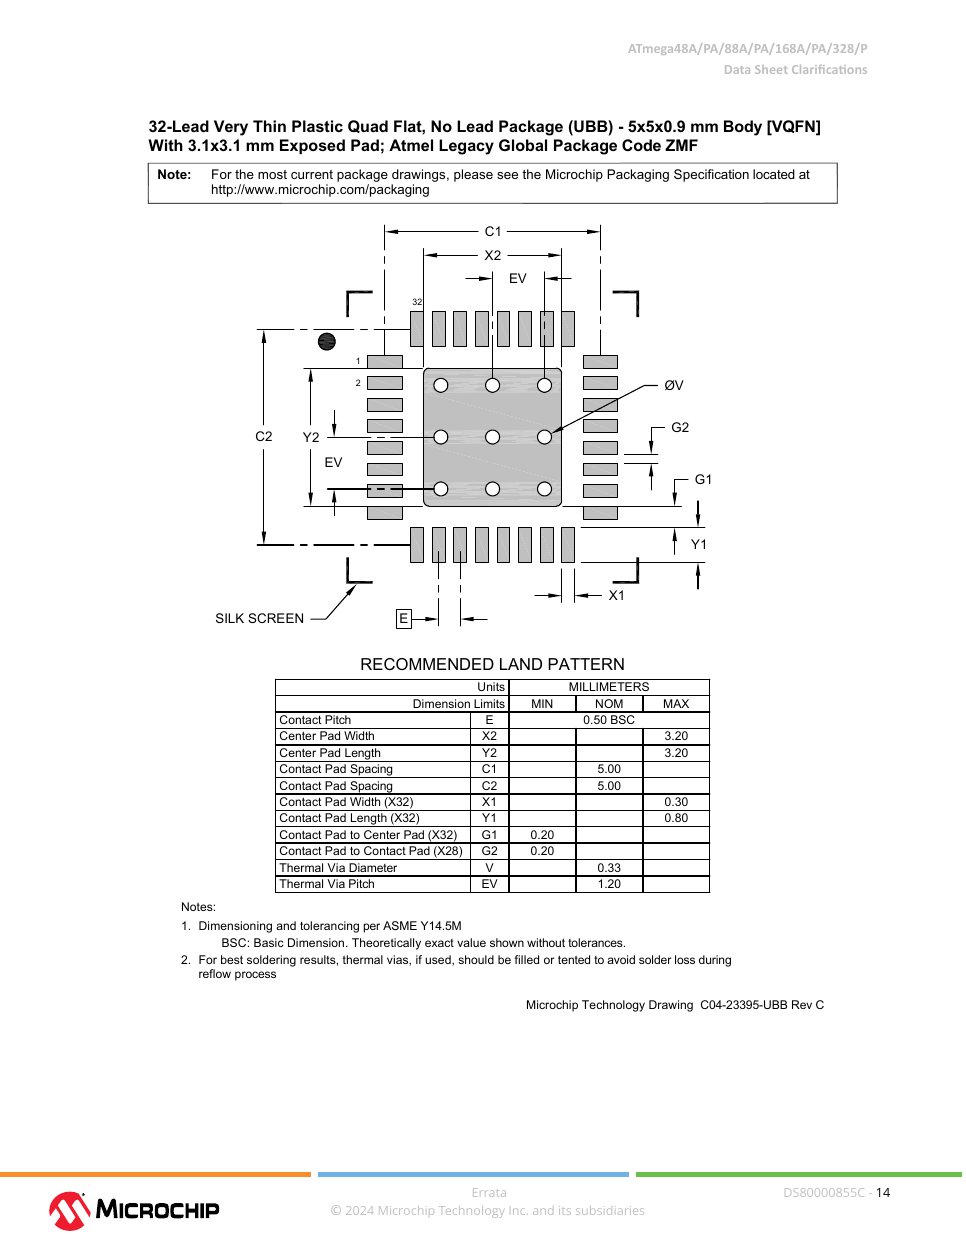 ATmega48A/PA/88A/PA/168A/PA/328/P
Data Sheet Clarifications
32-Lead Very Thin Plastic Quad Flat, No Lead Package (UBB) - 5x5x0.9 mm Body [VQFN]
With 3.1x3.1 mm Exposed Pad; Atmel Legacy Global Package Code ZMF
Note: For the most current package drawings, please see the Microchip Packaging Specification located at
http://www.microchip.com/packaging
C1
X2
EV
32
1
2
ØV
G2
C2
Y2
EV
G1
Y1
X1
SILK SCREEN
E
RECOMMENDED LAND PATTERN
Units MILLIMETERS
Dimension Limits MIN NOM MAX
Contact Pitch E 0.50 BSC
Center Pad Width X2 3.20
Center Pad Length Y2 3.20
Contact Pad Spacing C1 5.00
Contact Pad Spacing C2 5.00
Contact Pad Width (X32) X1 0.30
Contact Pad Length (X32) Y1 0.80
Contact Pad to Center Pad (X32) G1 0.20
Contact Pad to Contact Pad (X28) G2 0.20
Thermal Via Diameter V 0.33
Thermal Via Pitch EV 1.20
Notes:
1. Dimensioning and tolerancing per ASME Y14.5M
BSC: Basic Dimension. Theoretically exact value shown without tolerances.
2. For best soldering results, thermal vias, if used, should be filled or tented to avoid solder loss during
reflow process
Microchip Technology Drawing C04-23395-UBB Rev C
MICROCHIP
Errata
© 2024 Microchip Technology Inc. and its subsidiaries
DS80000855C - 14